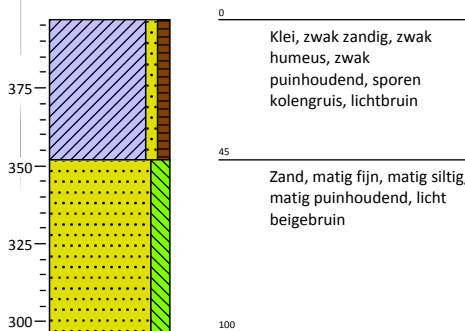 0
Klei, zwak zandig, zwak
humeus, zwak
puinhoudend, sporen
kolengruis, lichtbruin
375
45
350
Zand, matig fijn, matig siltig,
matig puinhoudend, licht
beigebruin
325
300
100